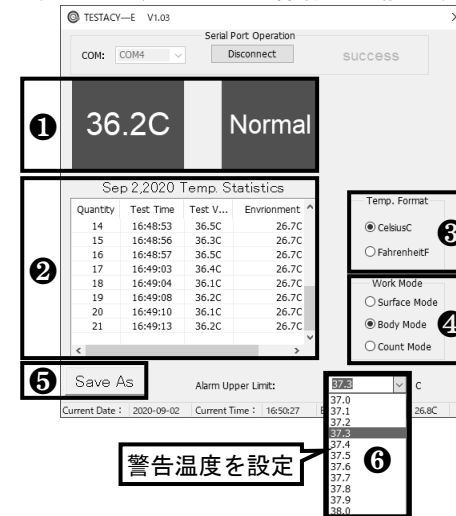 TESTACY—E V1.03
Serial Port Operation
COM: COM4 Disconnect success
❶ 36.2C Normal
Sep 2,2020 Temp. Statistics
Quantity Test Time Test V... Envrionment
14 16:48:53 36.5C 26.7C
15 16:48:56 36.3C 26.7C
16 16:48:57 36.5C 26.7C
17 16:49:03 36.4C 26.7C
18 16:49:04 36.1C 26.7C
19 16:49:08 36.2C 26.7C
20 16:49:10 36.1C 26.7C
21 16:49:13 36.2C 26.7C
❷
Temp. Format
CelsiusC
FahrenheitF
❸
Work Mode
Surface Mode
Body Mode
Count Mode
❹
❺ Save As
Alarm Upper Limit: 37.3 C
Current Date : 2020-09-02 Current Time : 16:50:27 26.8C
37.0
37.1
37.2
37.3
37.4
37.5
37.6
37.7
37.8
37.9
38.0
❻
警告温度を設定